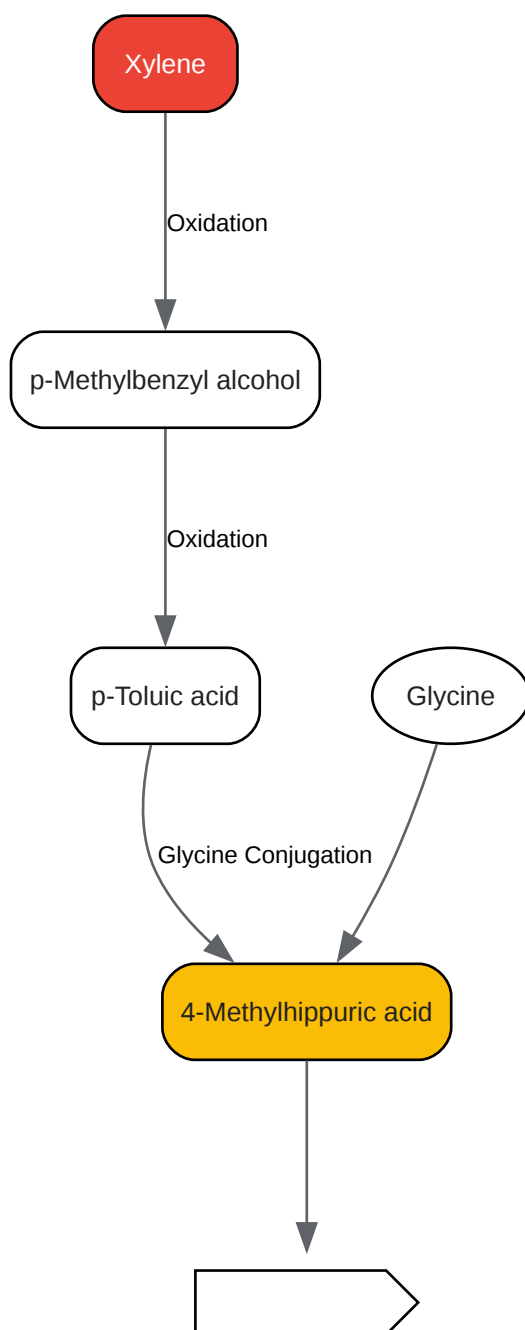 Xylene
Oxidation
p-Methylbenzyl alcohol
Oxidation
p-Toluic acid
Glycine
Glycine Conjugation
4-Methylhippuric acid